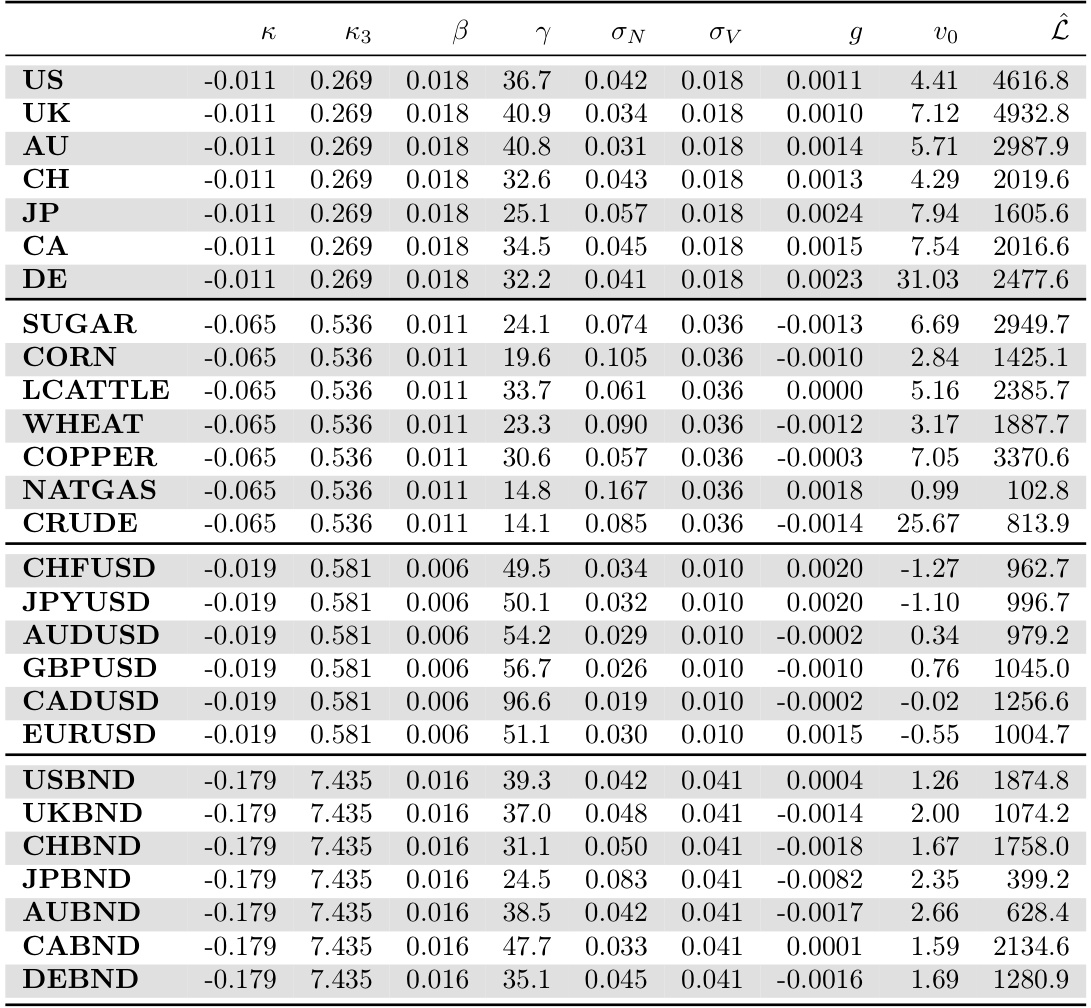 κ κ₃ β γ σ_N σ_V g v₀ 𝓛̂
US -0.011 0.269 0.018 36.7 0.042 0.018 0.0011 4.41 4616.8
UK -0.011 0.269 0.018 40.9 0.034 0.018 0.0010 7.12 4932.8
AU -0.011 0.269 0.018 40.8 0.031 0.018 0.0014 5.71 2987.9
CH -0.011 0.269 0.018 32.6 0.043 0.018 0.0013 4.29 2019.6
JP -0.011 0.269 0.018 25.1 0.057 0.018 0.0024 7.94 1605.6
CA -0.011 0.269 0.018 34.5 0.045 0.018 0.0015 7.54 2016.6
DE -0.011 0.269 0.018 32.2 0.041 0.018 0.0023 31.03 2477.6
SUGAR -0.065 0.536 0.011 24.1 0.074 0.036 -0.0013 6.69 2949.7
CORN -0.065 0.536 0.011 19.6 0.105 0.036 -0.0010 2.84 1425.1
LCATTLE -0.065 0.536 0.011 33.7 0.061 0.036 0.0000 5.16 2385.7
WHEAT -0.065 0.536 0.011 23.3 0.090 0.036 -0.0012 3.17 1887.7
COPPER -0.065 0.536 0.011 30.6 0.057 0.036 -0.0003 7.05 3370.6
NATGAS -0.065 0.536 0.011 14.8 0.167 0.036 0.0018 0.99 102.8
CRUDE -0.065 0.536 0.011 14.1 0.085 0.036 -0.0014 25.67 813.9
CHFUSD -0.019 0.581 0.006 49.5 0.034 0.010 0.0020 -1.27 962.7
JPYUSD -0.019 0.581 0.006 50.1 0.032 0.010 0.0020 -1.10 996.7
AUDUSD -0.019 0.581 0.006 54.2 0.029 0.010 -0.0002 0.34 979.2
GBPUSD -0.019 0.581 0.006 56.7 0.026 0.010 -0.0010 0.76 1045.0
CADUSD -0.019 0.581 0.006 96.6 0.019 0.010 -0.0002 -0.02 1256.6
EURUSD -0.019 0.581 0.006 51.1 0.030 0.010 0.0015 -0.55 1004.7
USBND -0.179 7.435 0.016 39.3 0.042 0.041 0.0004 1.26 1874.8
UKBND -0.179 7.435 0.016 37.0 0.048 0.041 -0.0014 2.00 1074.2
CHBND -0.179 7.435 0.016 31.1 0.050 0.041 -0.0018 1.67 1758.0
JPBND -0.179 7.435 0.016 24.5 0.083 0.041 -0.0082 2.35 399.2
AUBND -0.179 7.435 0.016 38.5 0.042 0.041 -0.0017 2.66 628.4
CABND -0.179 7.435 0.016 47.7 0.033 0.041 0.0001 1.59 2134.6
DEBND -0.179 7.435 0.016 35.1 0.045 0.041 -0.0016 1.69 1280.9